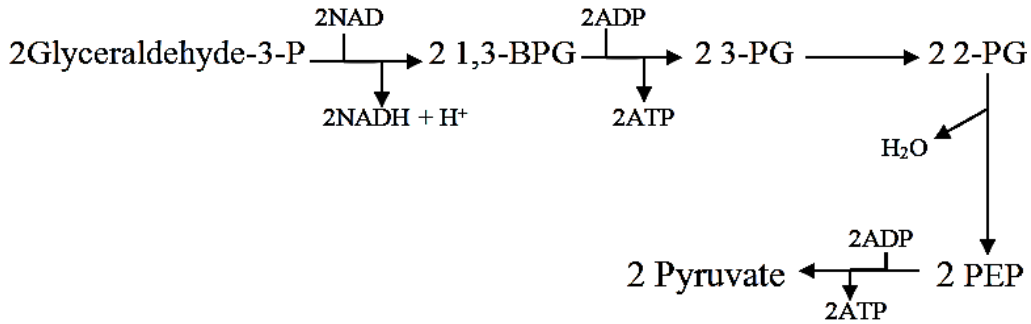 2NAD
2ADP
2Glyceraldehyde-3-P
2 1,3-BPG
2 3-PG
2 2-PG
2NADH + H⁺
2ATP
H₂O
2ADP
2 Pyruvate
2 PEP
2ATP